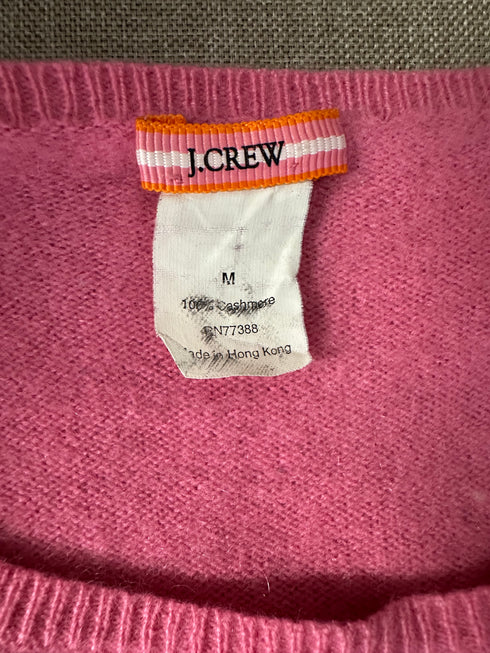 J.CREW
M
100% Cashmere
RN77388
Made in Hong Kong